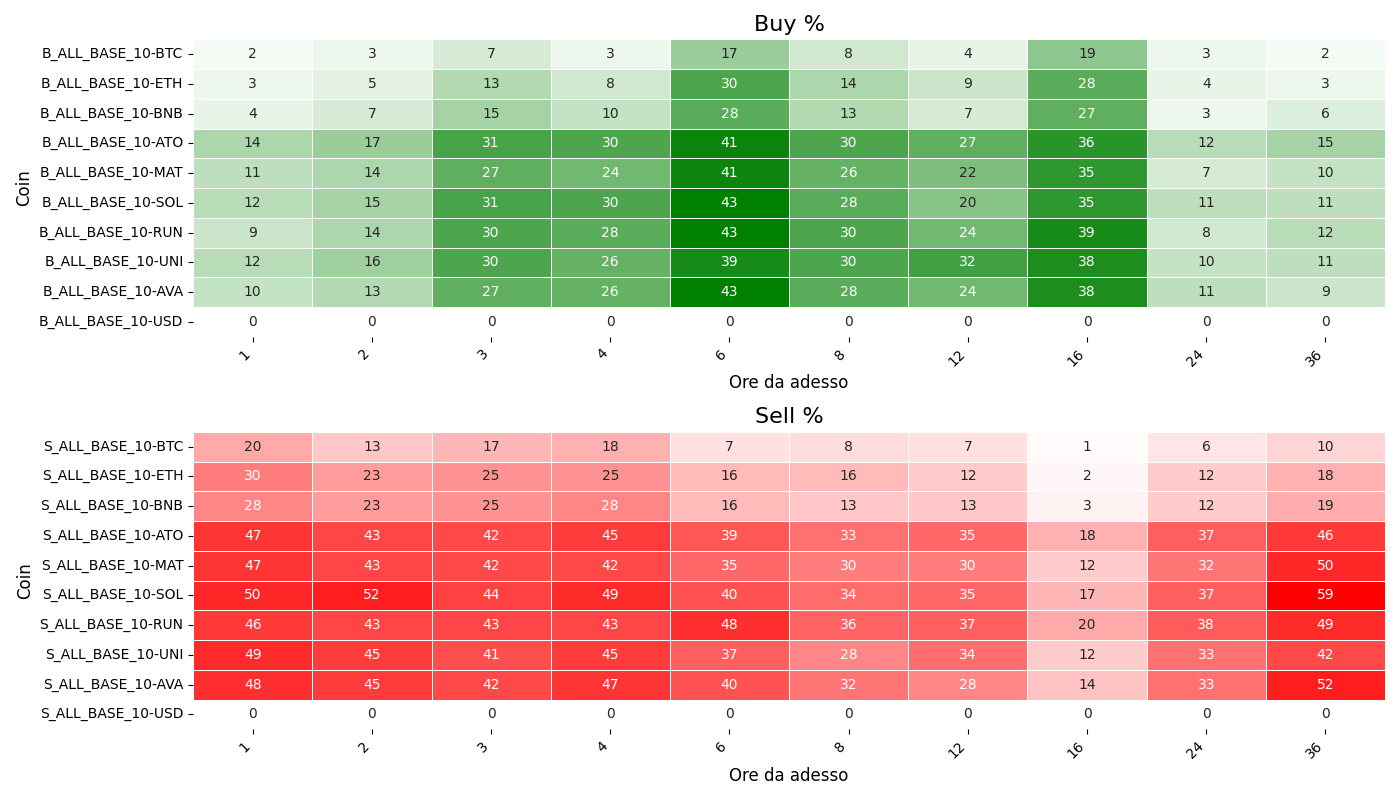 Buy %
Coin
B_ALL_BASE_10-BTC 2 3 7 3 17 8 4 19 3 2
B_ALL_BASE_10-ETH 3 5 13 8 30 14 9 28 4 3
B_ALL_BASE_10-BNB 4 7 15 10 28 13 7 27 3 6
B_ALL_BASE_10-ATO 14 17 31 30 41 30 27 36 12 15
B_ALL_BASE_10-MAT 11 14 27 24 41 26 22 35 7 10
B_ALL_BASE_10-SOL 12 15 31 30 43 28 20 35 11 11
B_ALL_BASE_10-RUN 9 14 30 28 43 30 24 39 8 12
B_ALL_BASE_10-UNI 12 16 30 26 39 30 32 38 10 11
B_ALL_BASE_10-AVA 10 13 27 26 43 28 24 38 11 9
B_ALL_BASE_10-USD 0 0 0 0 0 0 0 0 0 0
1 2 3 4 6 8 12 16 24 36
Ore da adesso
Sell %
Coin
S_ALL_BASE_10-BTC 20 13 17 18 7 8 7 1 6 10
S_ALL_BASE_10-ETH 30 23 25 25 16 16 12 2 12 18
S_ALL_BASE_10-BNB 28 23 25 28 16 13 13 3 12 19
S_ALL_BASE_10-ATO 47 43 42 45 39 33 35 18 37 46
S_ALL_BASE_10-MAT 47 43 42 42 35 30 30 12 32 50
S_ALL_BASE_10-SOL 50 52 44 49 40 34 35 17 37 59
S_ALL_BASE_10-RUN 46 43 43 43 48 36 37 20 38 49
S_ALL_BASE_10-UNI 49 45 41 45 37 28 34 12 33 42
S_ALL_BASE_10-AVA 48 45 42 47 40 32 28 14 33 52
S_ALL_BASE_10-USD 0 0 0 0 0 0 0 0 0 0
1 2 3 4 6 8 12 16 24 36
Ore da adesso